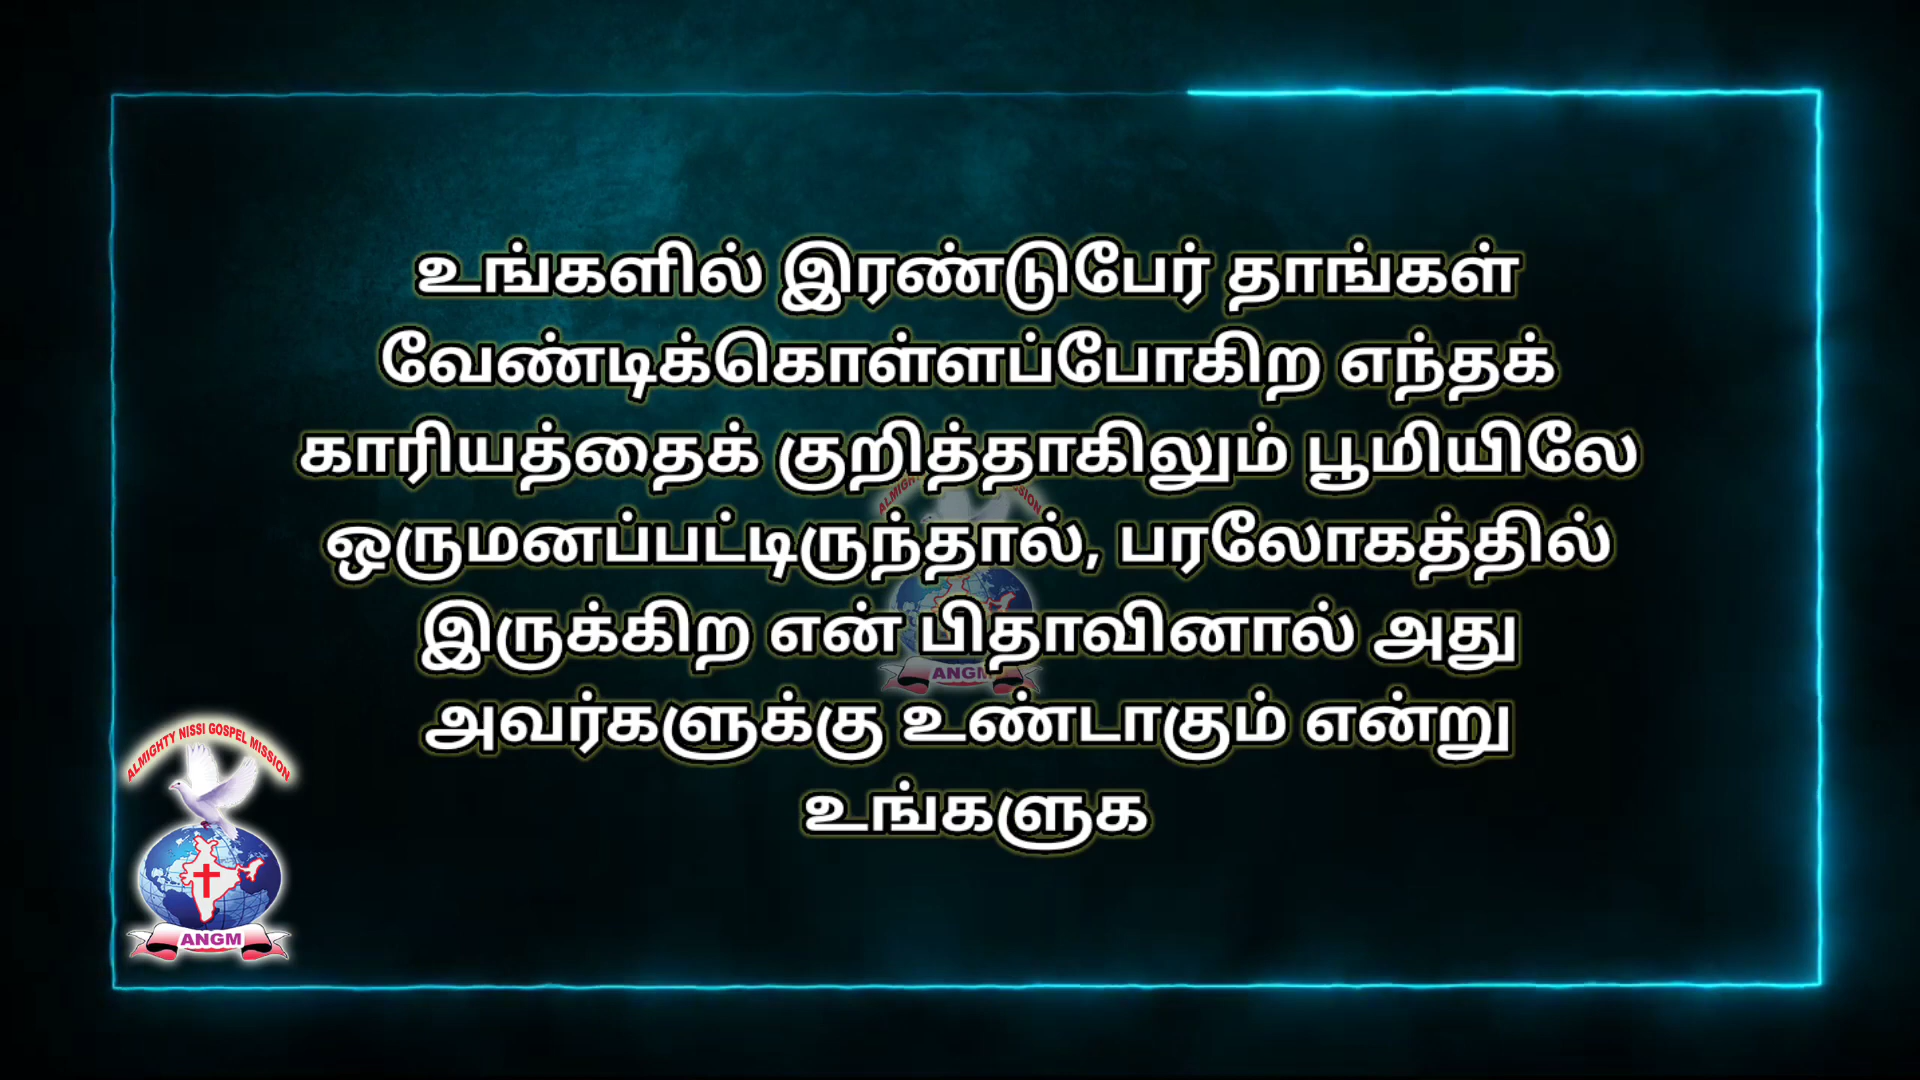 உங்களில் இரண்டுபேர் தாங்கள்
வேண்டிக்கொள்ளப்போகிற எந்தக்
காரியத்தைக் குறித்தாகிலும் பூமியிலே
ஒருமனப்பட்டிருந்தால், பரலோகத்தில்
இருக்கிற என் பிதாவினால் அது
அவர்களுக்கு உண்டாகும் என்று
உங்களுக
ALMIGHTY NISSI GOSPEL MISSION
ANGM